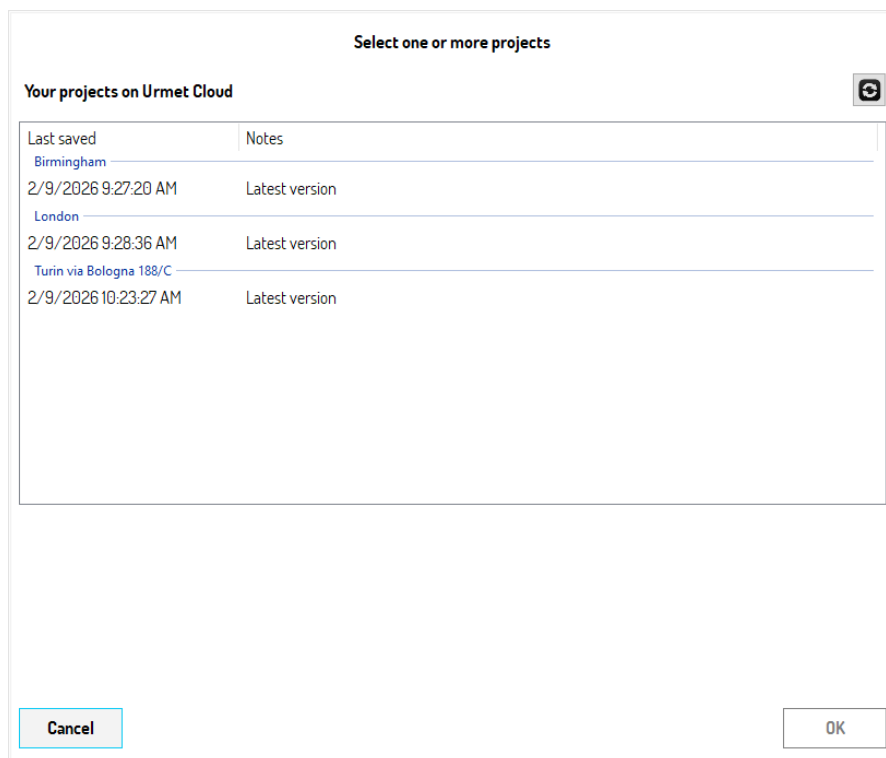 Select one or more projects
Your projects on Urmet Cloud
Last saved Notes
Birmingham
2/9/2026 9:27:20 AM Latest version
London
2/9/2026 9:28:36 AM Latest version
Turin via Bologna 188/C
2/9/2026 10:23:27 AM Latest version
Cancel OK